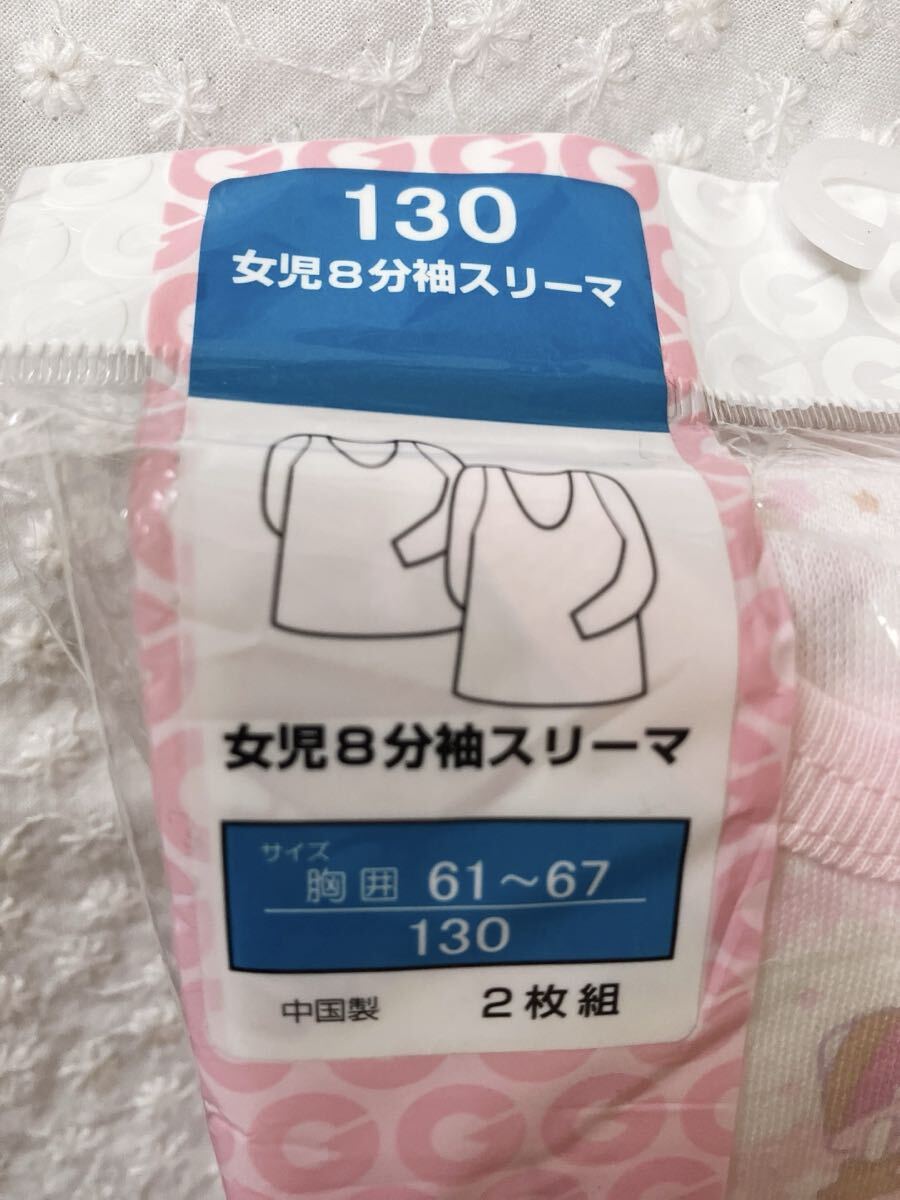 130
女児8分袖スリーマ
女児8分袖スリーマ
サイズ
胸囲 61～67
130
中国製 2枚組